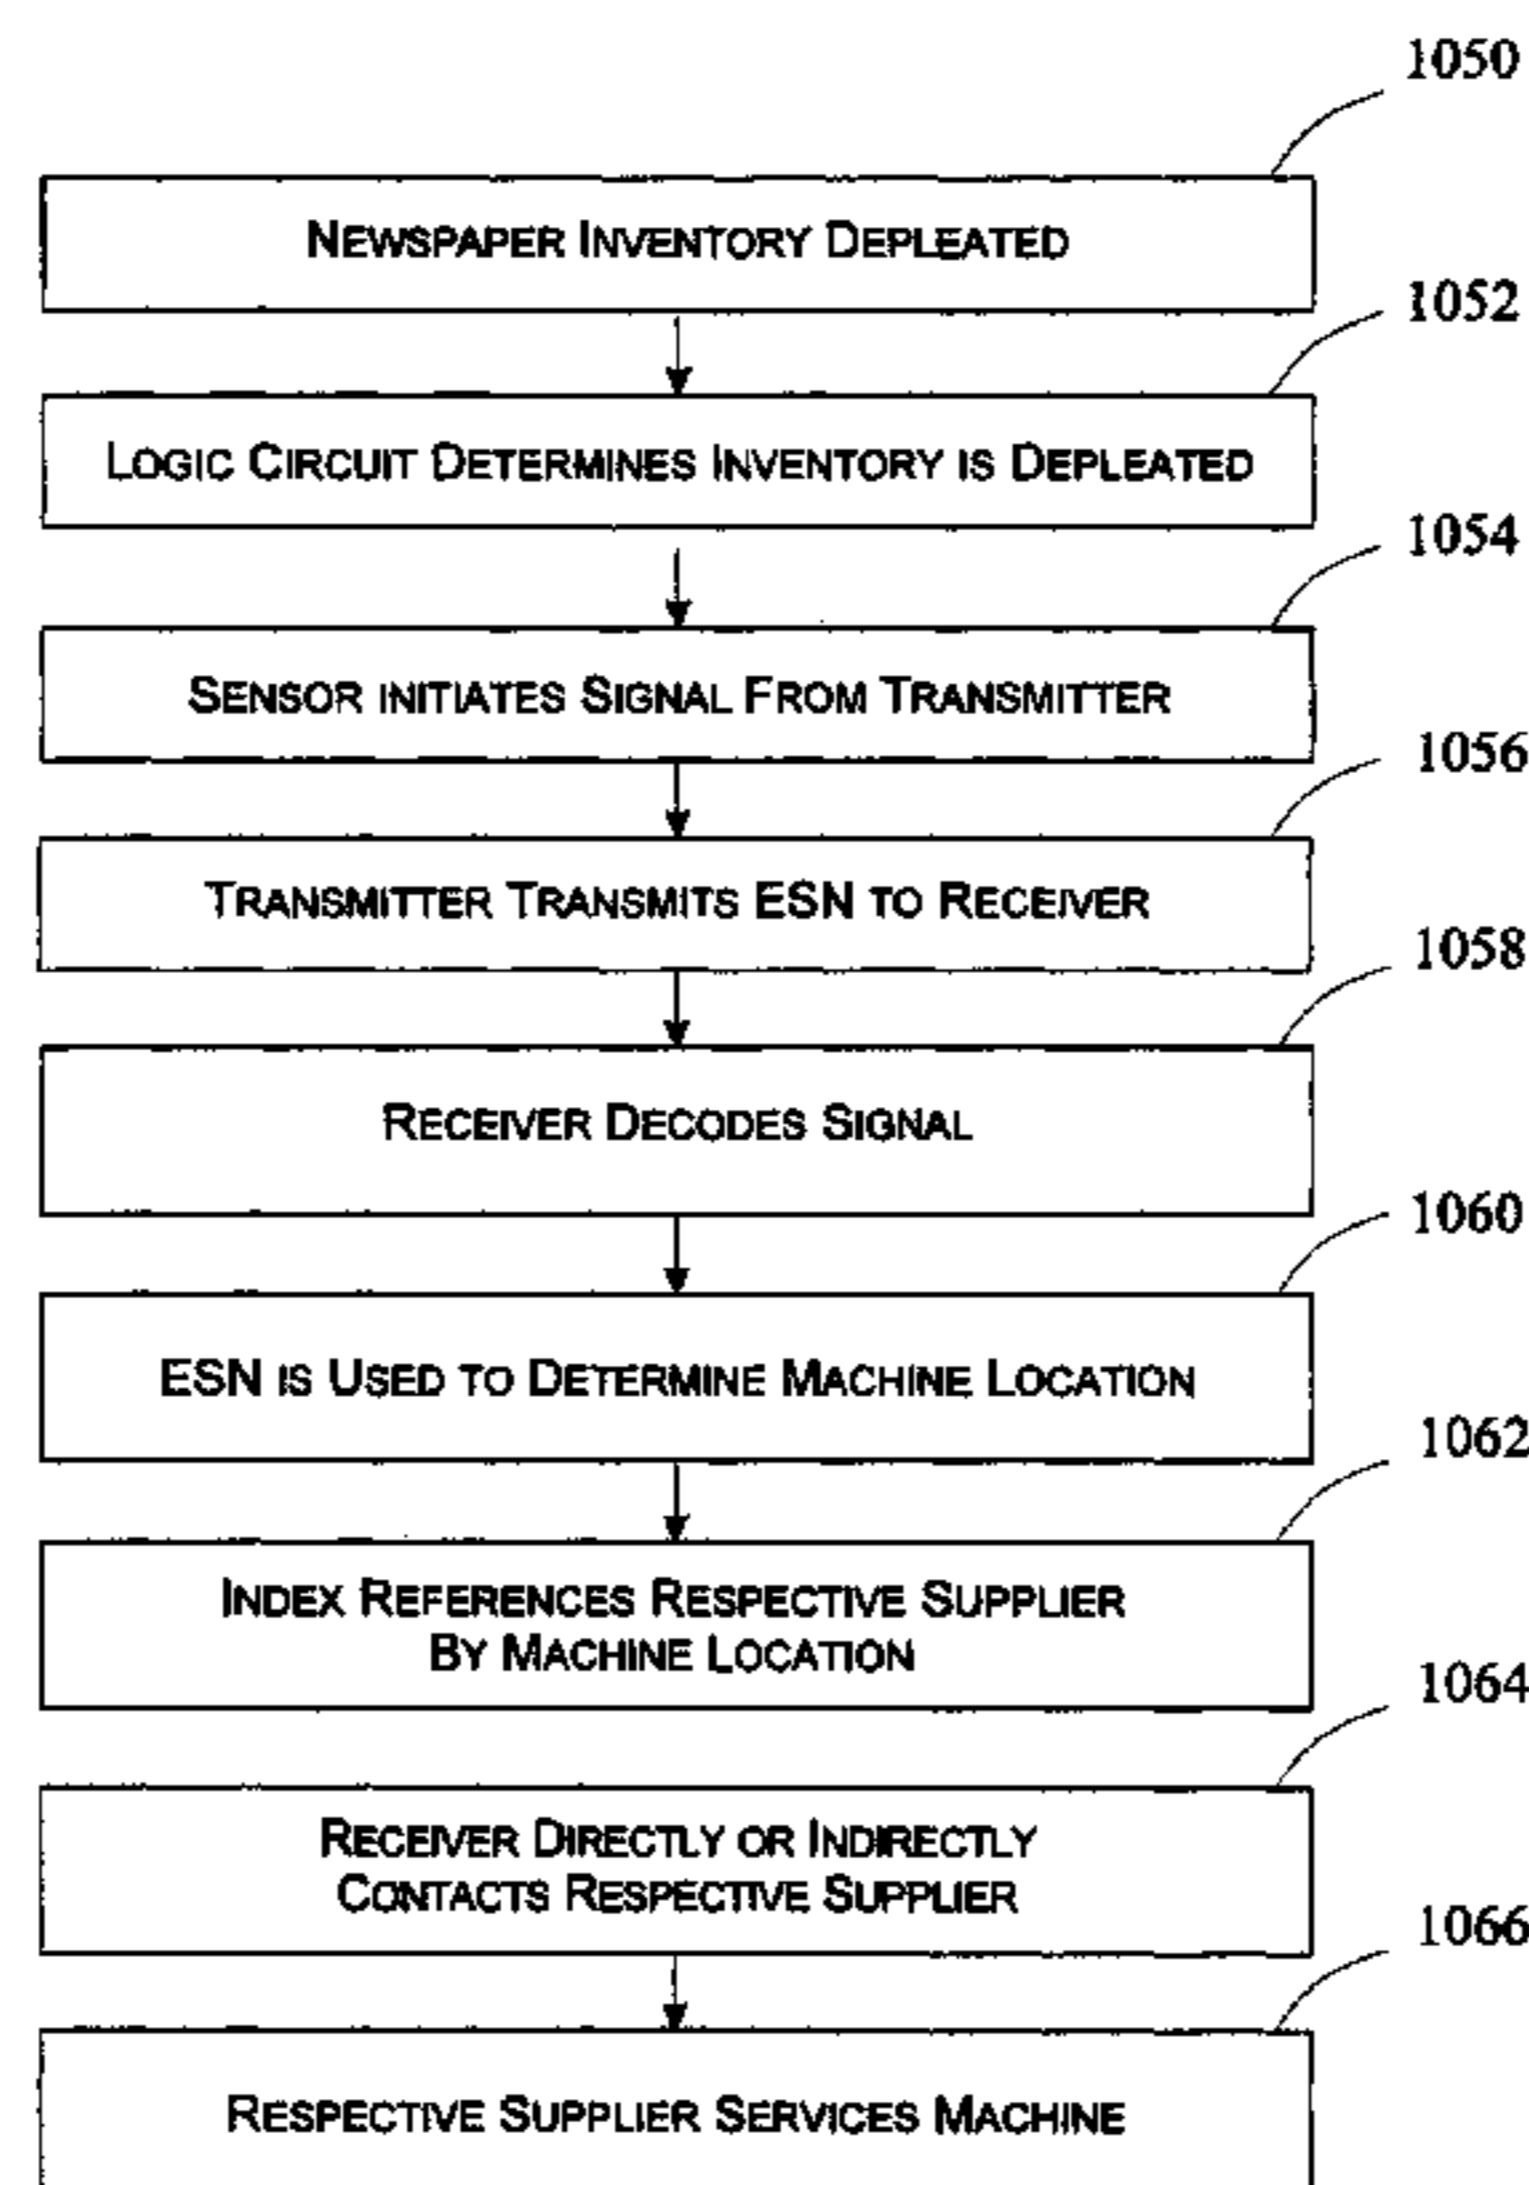 1050
NEWSPAPER INVENTORY DEPLEATED
1052
LOGIC CIRCUIT DETERMINES INVENTORY IS DEPLEATED
1054
SENSOR INITIATES SIGNAL FROM TRANSMITTER
1056
TRANSMITTER TRANSMITS ESN TO RECEIVER
1058
RECEIVER DECODES SIGNAL
1060
ESN IS USED TO DETERMINE MACHINE LOCATION
1062
INDEX REFERENCES RESPECTIVE SUPPLIER
BY MACHINE LOCATION
1064
RECEIVER DIRECTLY OR INDIRECTLY
CONTACTS RESPECTIVE SUPPLIER
1066
RESPECTIVE SUPPLIER SERVICES MACHINE